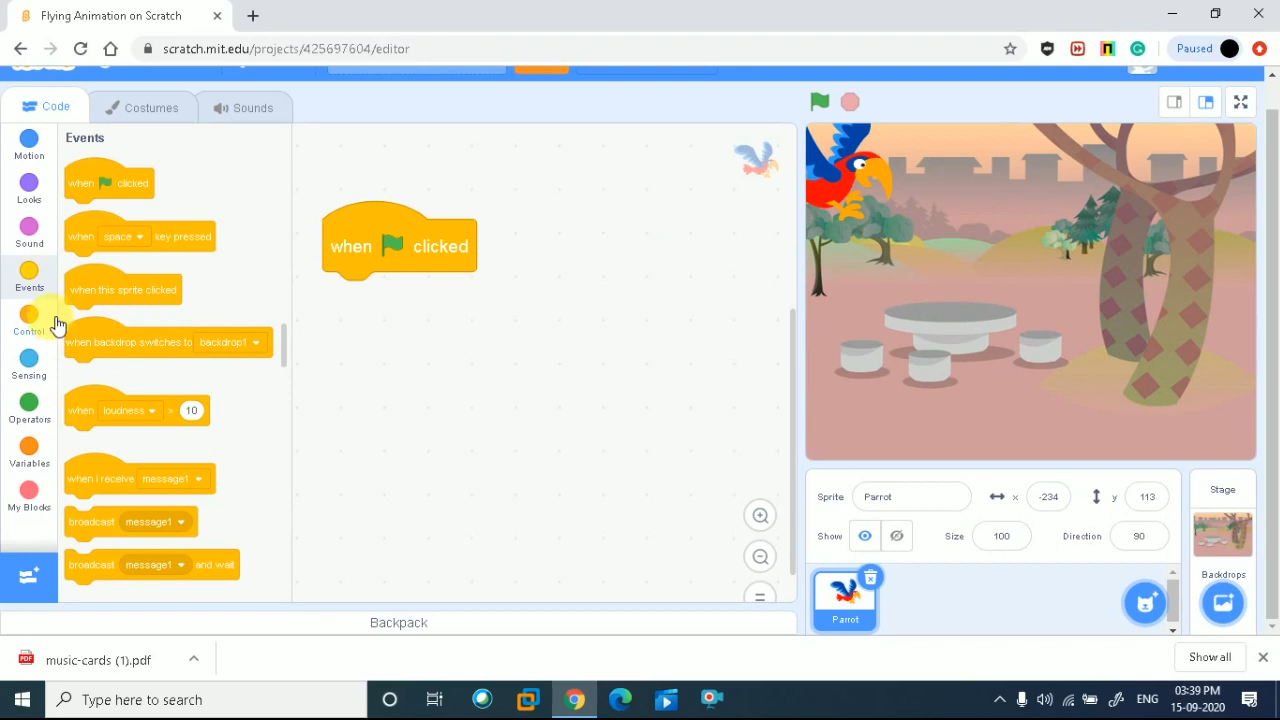 Flying Animation on Scratch
scratch.mit.edu/projects/425697604/editor
Paused
Code
Costumes
Sounds
Motion
Looks
Sound
Events
Control
Sensing
Operators
Variables
My Blocks
Events
when clicked
when space key pressed
when this sprite clicked
when backdrop switches to backdrop1
when loudness > 10
when I receive message1
broadcast message1
broadcast message1 and wait
when clicked
Backpack
Sprite Parrot x -234 y 113
Show Size 100 Direction 90
Parrot
Stage
Backdrops
music-cards (1).pdf
Show all
Type here to search
ENG
03:39 PM
15-09-2020